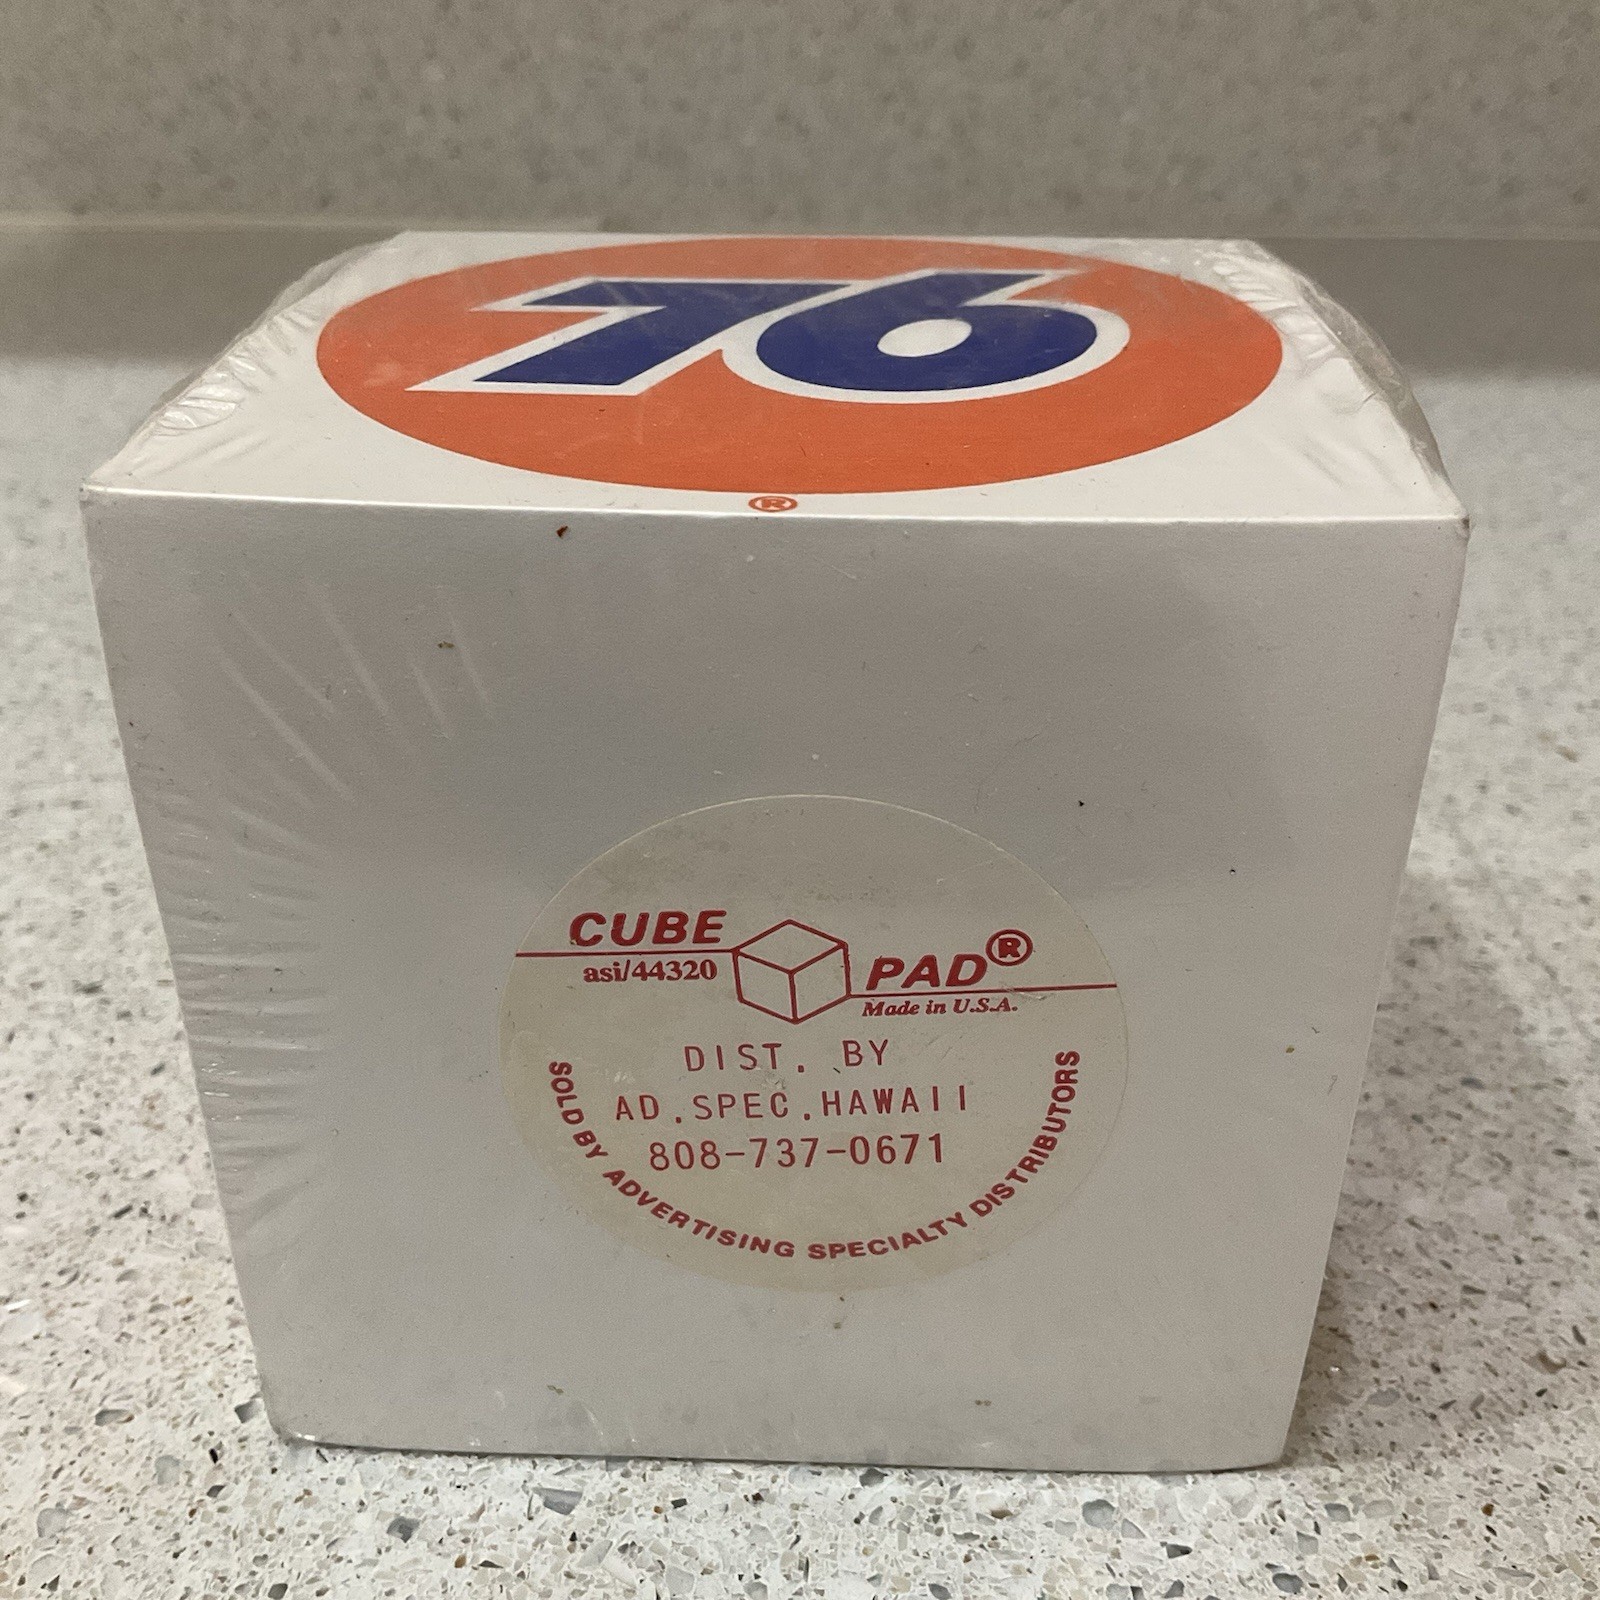 76
®
CUBE PAD®
asi/44320
Made in U.S.A.
DIST. BY
AD.SPEC.HAWAII
808-737-0671
SOLD BY ADVERTISING SPECIALTY DISTRIBUTORS